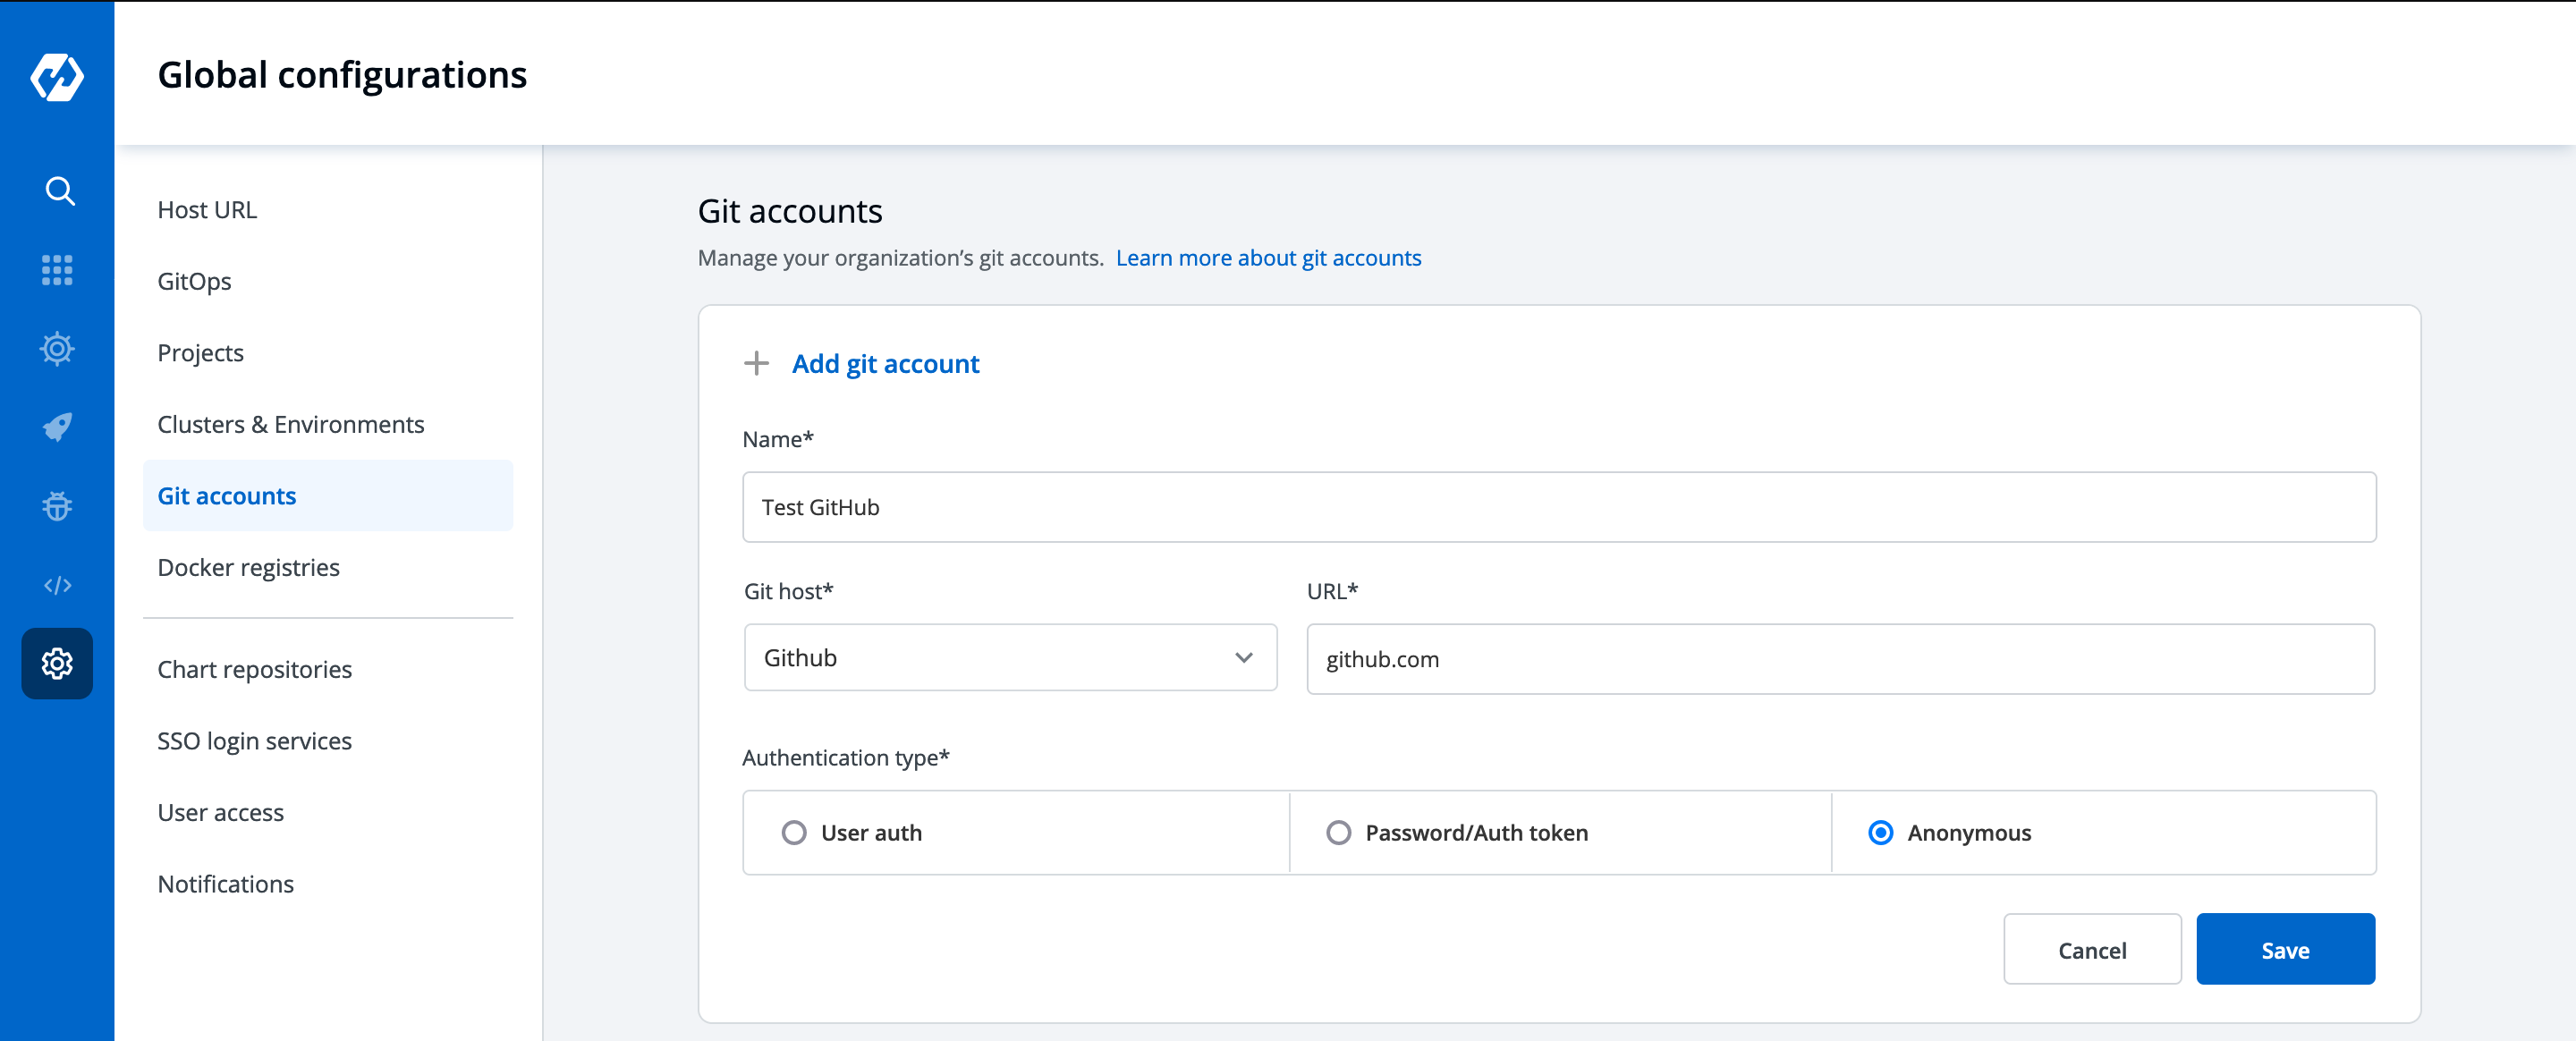 Global configurations
Host URL
GitOps
Projects
Clusters & Environments
Git accounts
Docker registries
Chart repositories
SSO login services
User access
Notifications
Git accounts
Manage your organization’s git accounts. Learn more about git accounts
Add git account
Name*
Test GitHub
Git host*
URL*
Github
github.com
Authentication type*
User auth
Password/Auth token
Anonymous
Cancel
Save